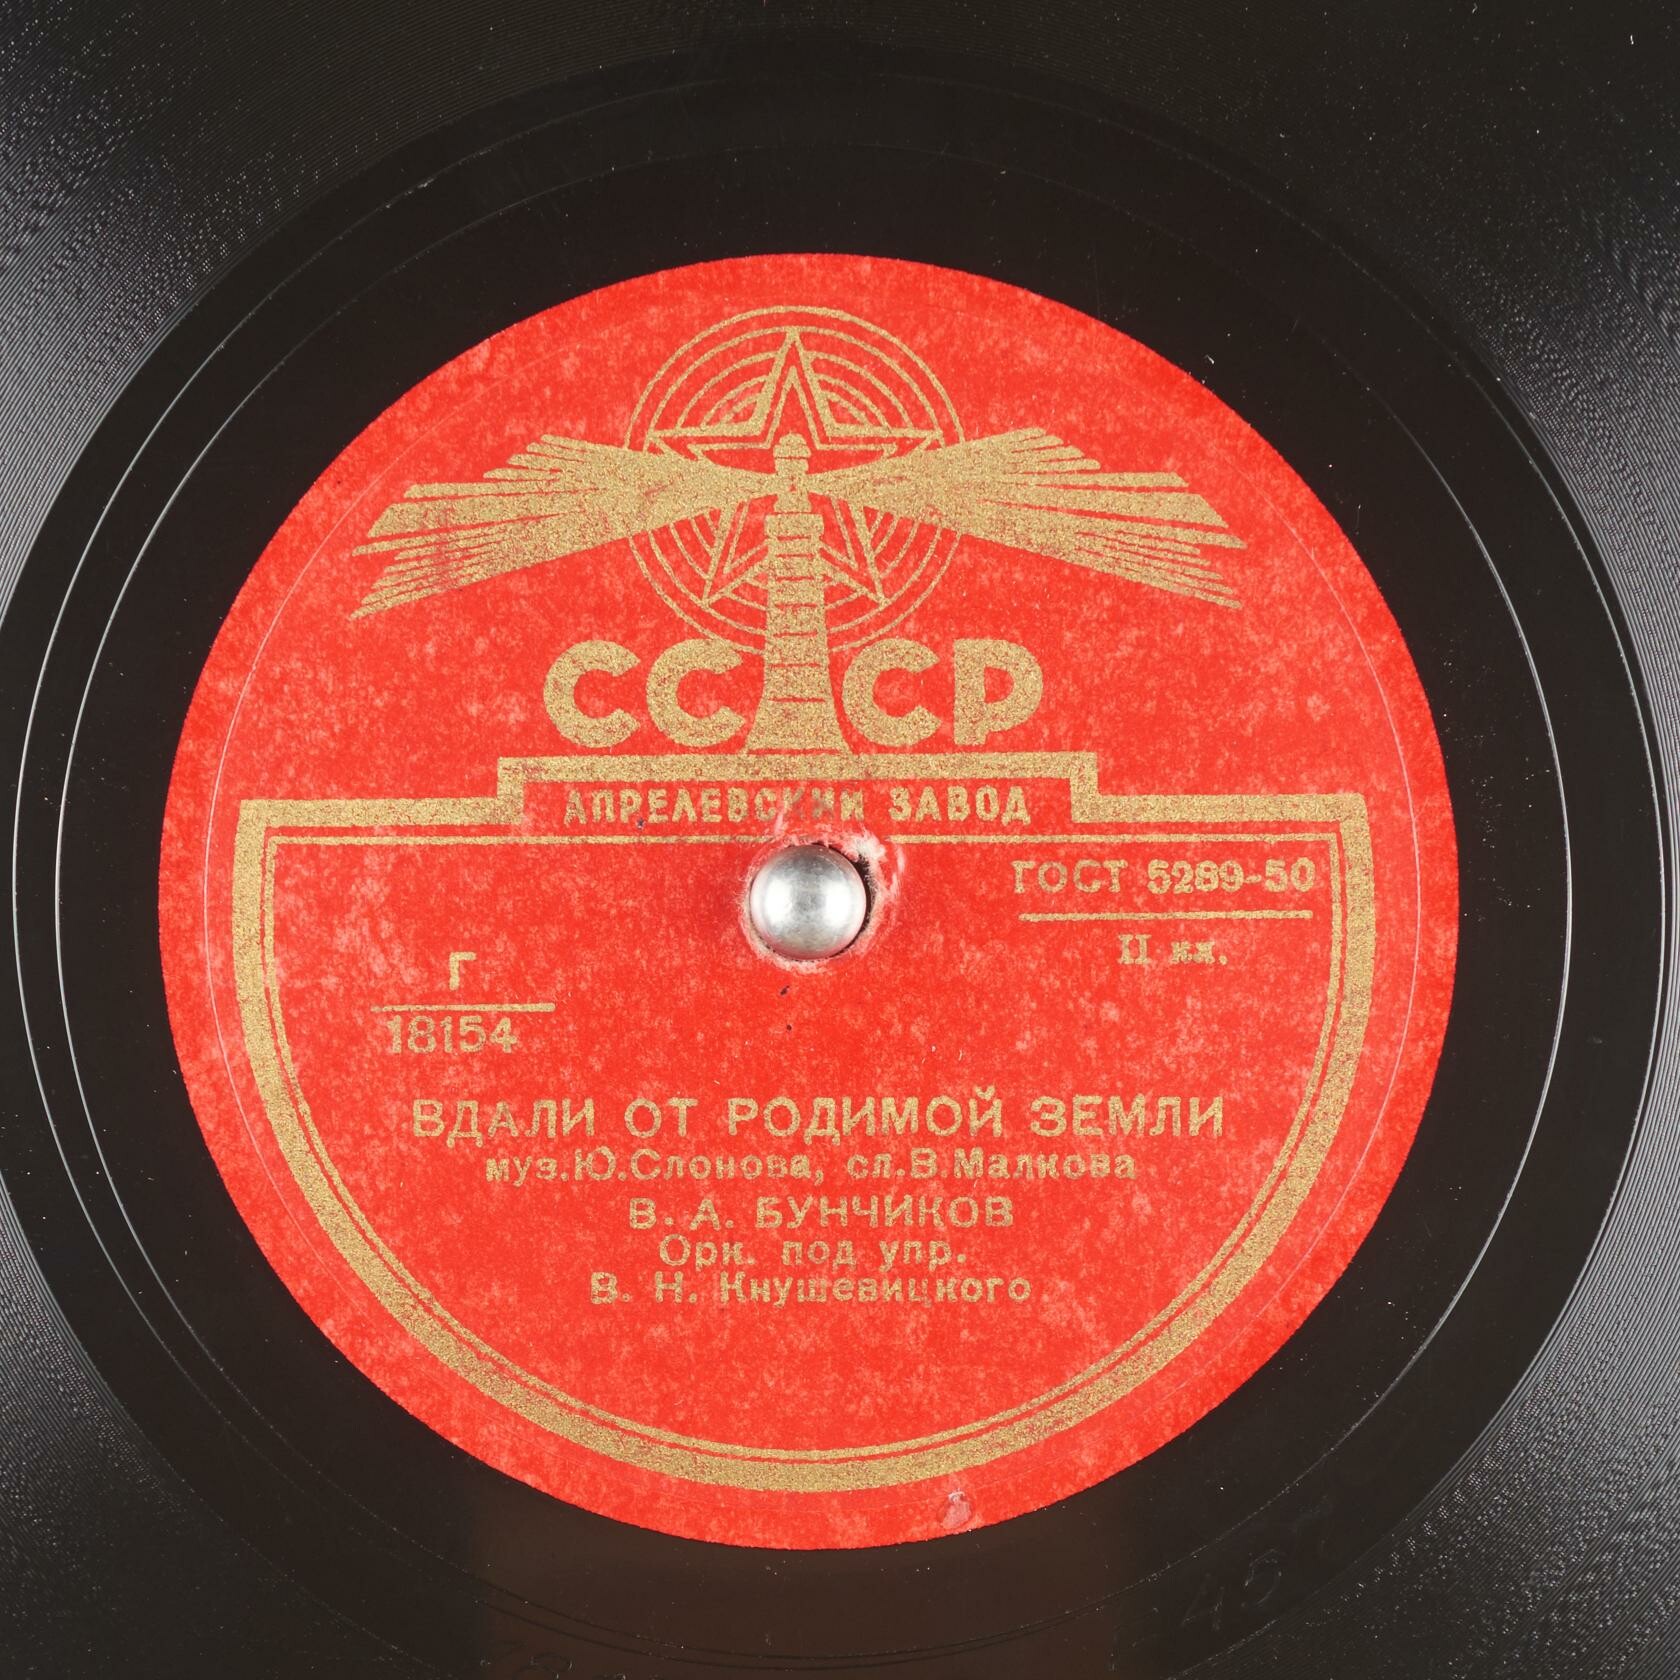 СССР
АПРЕЛЕВСКИЙ ЗАВОД
ГОСТ 5289-50
II кл.
Г
18154
ВДАЛИ ОТ РОДИМОЙ ЗЕМЛИ
муз.Ю.Слонова, сл.В.Малкова
В. А. БУНЧИКОВ
Орк. под упр.
В. Н. Кнушевицкого